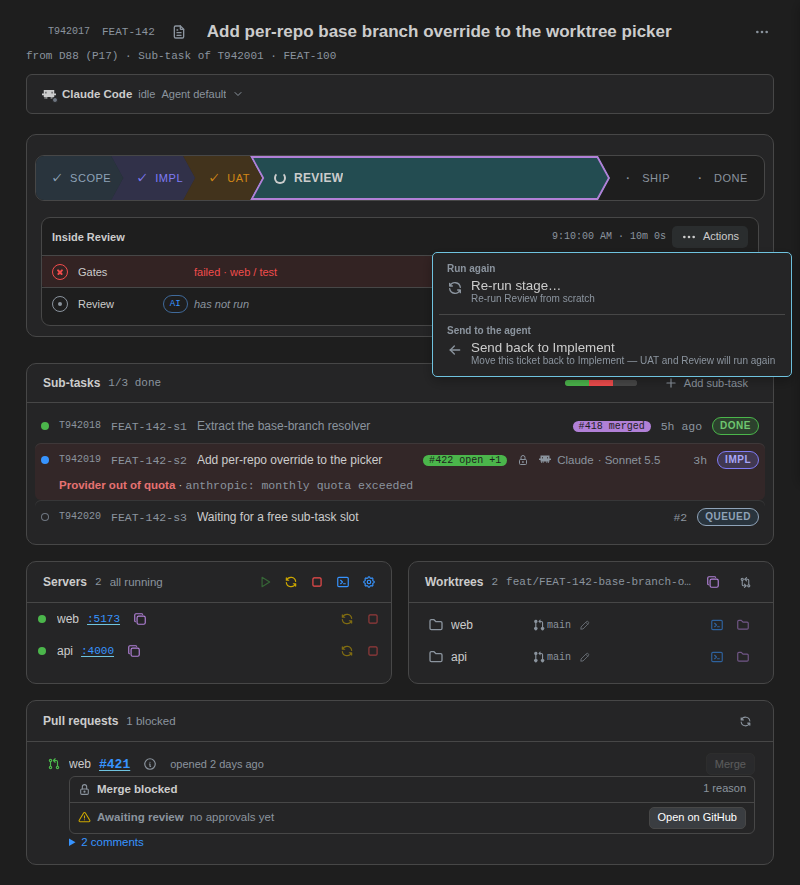 T942017 FEAT-142 Add per-repo base branch override to the worktree picker
from D88 (P17) · Sub-task of T942001 · FEAT-100
Claude Code idle Agent default
SCOPE IMPL UAT REVIEW SHIP DONE
Inside Review 9:10:00 AM · 10m 0s Actions
Gates failed · web / test
Review AI has not run
Run again
Re-run stage…
Re-run Review from scratch
Send to the agent
Send back to Implement
Move this ticket back to Implement — UAT and Review will run again
Sub-tasks 1/3 done Add sub-task
T942018 FEAT-142-s1 Extract the base-branch resolver #418 merged 5h ago DONE
T942019 FEAT-142-s2 Add per-repo override to the picker #422 open +1 Claude · Sonnet 5.5 3h IMPL
Provider out of quota · anthropic: monthly quota exceeded
T942020 FEAT-142-s3 Waiting for a free sub-task slot #2 QUEUED
Servers 2 all running
web :5173
api :4000
Worktrees 2 feat/FEAT-142-base-branch-o…
web main
api main
Pull requests 1 blocked
web #421 opened 2 days ago Merge
Merge blocked 1 reason
Awaiting review no approvals yet Open on GitHub
2 comments